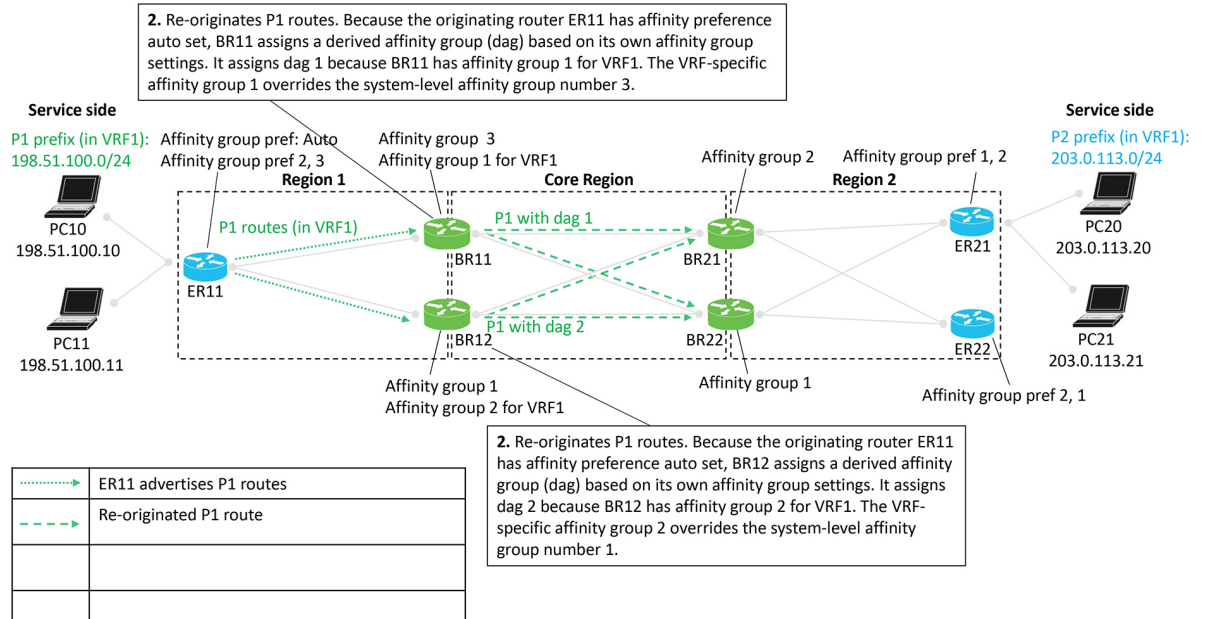 2. Re-originates P1 routes. Because the originating router ER11 has affinity preference
auto set, BR11 assigns a derived affinity group (dag) based on its own affinity group
settings. It assigns dag 1 because BR11 has affinity group 1 for VRF1. The VRF-specific
affinity group 1 overrides the system-level affinity group number 3.
Service side
P1 prefix (in VRF1):
198.51.100.0/24
Affinity group pref: Auto
Affinity group pref 2, 3
Affinity group 3
Affinity group 1 for VRF1
Affinity group 2
Affinity group pref 1, 2
Service side
P2 prefix (in VRF1):
203.0.113.0/24
Region 1
Core Region
Region 2
PC10
198.51.100.10
P1 routes (in VRF1)
P1 with dag 1
BR11
BR21
ER21
PC20
203.0.113.20
ER11
PC11
198.51.100.11
P1 with dag 2
BR12
BR22
ER22
PC21
203.0.113.21
Affinity group 1
Affinity group 2 for VRF1
Affinity group 1
Affinity group pref 2, 1
2. Re-originates P1 routes. Because the originating router ER11
has affinity preference auto set, BR12 assigns a derived affinity
group (dag) based on its own affinity group settings. It assigns
dag 2 because BR12 has affinity group 2 for VRF1. The VRF-
specific affinity group 2 overrides the system-level affinity
group number 1.
ER11 advertises P1 routes
Re-originated P1 route